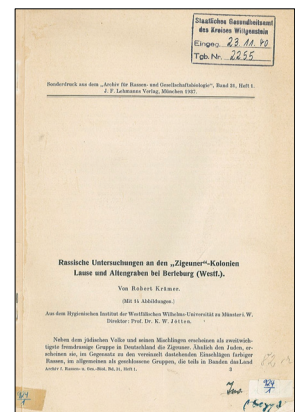 Staatliches Gesundheitsamt
des Kreises Wittgenstein
Eingeg. 23. 11. 40
Tgb. Nr. 2255
Sonderdruck aus dem „Archiv für Rassen- und Gesellschaftsbiologie“, Band 31, Heft 1.
J. F. Lehmanns Verlag, München 1937.
Rassische Untersuchungen an den „Zigeuner“-Kolonien
Lause und Altengraben bei Berleburg (Westf.).
Von Robert Krämer.
(Mit 14 Abbildungen.)
Aus dem Hygienischen Institut der Westfälischen Wilhelms-Universität zu Münster i. W.
Direktor: Prof. Dr. K. W. Jötten.
Neben dem jüdischen Volke und seinen Mischlingen erscheinen als zweitwich-
tigste fremdrassige Gruppe in Deutschland die Zigeuner. Ähnlich den Juden, er-
scheinen sie, im Gegensatz zu den vereinzelt dastehenden Einschlägen farbiger
Rassen, im allgemeinen als geschlossene Gruppen, die teils in Banden das Land
Archiv f. Rassen- u. Ges.-Biol. Bd. 31, Heft 1.
3